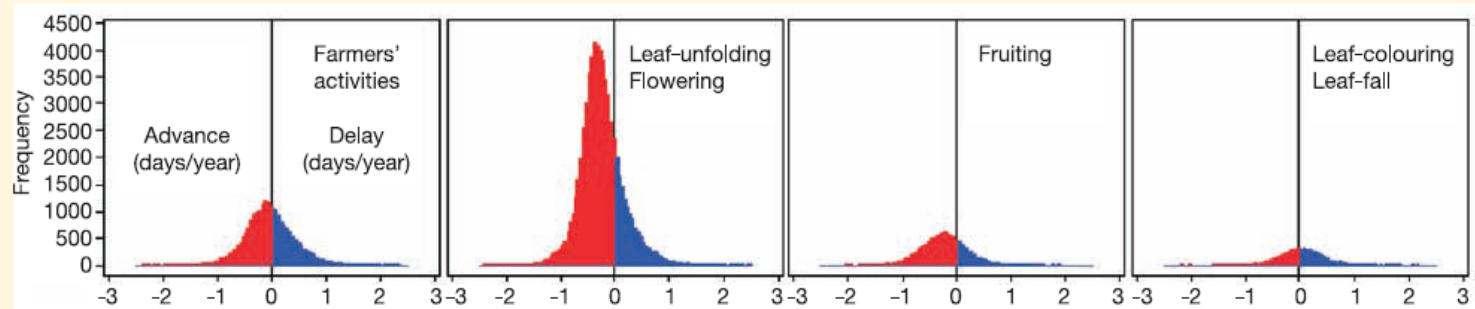 4500
4000
3500
3000
2500
2000
1500
1000
500
0
Frequency
Farmers'
activities
Advance
(days/year)
Delay
(days/year)
-3 -2 -1 0 1 2 3
Leaf-unfolding
Flowering
-3 -2 -1 0 1 2 3
Fruiting
-3 -2 -1 0 1 2 3
Leaf-colouring
Leaf-fall
-3 -2 -1 0 1 2 3